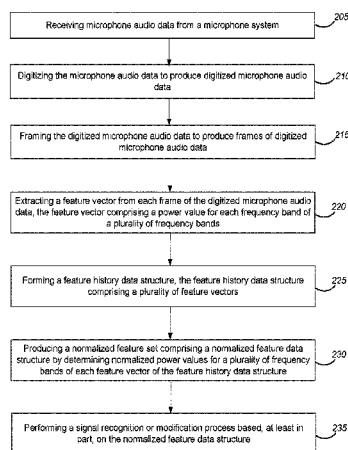 Receiving microphone audio data from a microphone system
205
Digitizing the microphone audio data to produce digitized microphone audio
data
210
Framing the digitized microphone audio data to produce frames of digitized
microphone audio data
215
Extracting a feature vector from each frame of the digitized microphone audio
data, the feature vector comprising a power value for each frequency band of
a plurality of frequency bands
220
Forming a feature history data structure, the feature history data structure
comprising a plurality of feature vectors
225
Producing a normalized feature set comprising a normalized feature data
structure by determining normalized power values for a plurality of frequency
bands of each feature vector of the feature history data structure
230
Performing a signal recognition or modification process based, at least in
part, on the normalized feature data structure
235